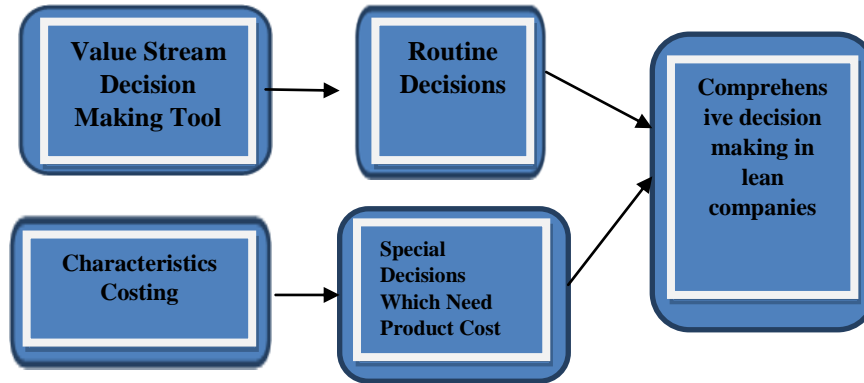 Value Stream
Decision
Making Tool
Routine
Decisions
Comprehens
ive decision
making in
lean
companies
Characteristics
Costing
Special
Decisions
Which Need
Product Cost